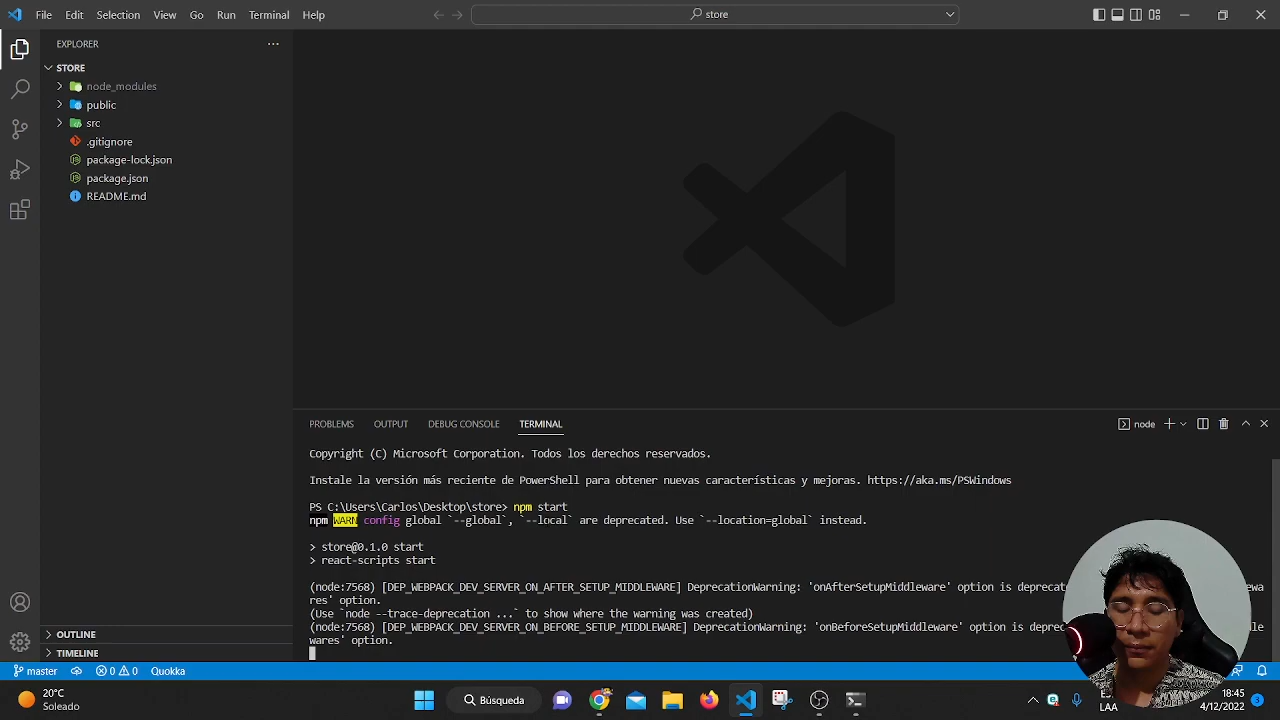 File Edit Selection View Go Run Terminal Help
store
EXPLORER
STORE
node_modules
public
src
.gitignore
package-lock.json
package.json
README.md
OUTLINE
TIMELINE
PROBLEMS OUTPUT DEBUG CONSOLE TERMINAL
node
Copyright (C) Microsoft Corporation. Todos los derechos reservados.
Instale la versión más reciente de PowerShell para obtener nuevas características y mejoras. https://aka.ms/PSWindows
PS C:\Users\Carlos\Desktop\store> npm start
npm WARN config global `--global`, `--local` are deprecated. Use `--location=global` instead.
> store@0.1.0 start
> react-scripts start
(node:7568) [DEP_WEBPACK_DEV_SERVER_ON_AFTER_SETUP_MIDDLEWARE] DeprecationWarning: 'onAfterSetupMiddleware' option is
res' option.
(Use `node --trace-deprecation ...` to show where the warning was created)
(node:7568) [DEP_WEBPACK_DEV_SERVER_ON_BEFORE_SETUP_MIDDLEWARE] DeprecationWarning: 'onBeforeSetupMiddleware' option is
wares' option.
master 0 0 Quokka
20°C
Soleado
Búsqueda
LAA
18:45
4/12/2022
3